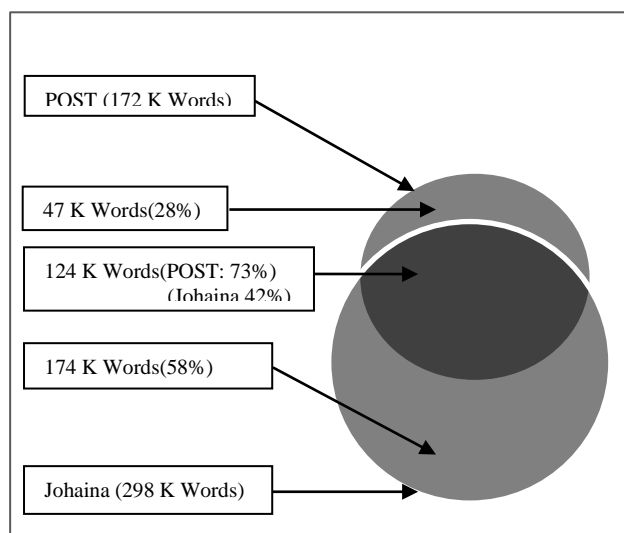 POST (172 K Words)
47 K Words(28%)
124 K Words(POST: 73%)
(Johaina 42%)
174 K Words(58%)
Johaina (298 K Words)